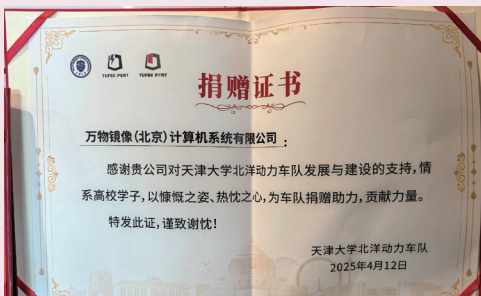 TUFSC PERT
TUFSC PERT
捐赠证书
万物镜像(北京)计算机系统有限公司 :
感谢贵公司对天津大学北洋动力车队发展与建设的支持,情
系高校学子,以慷慨之姿、热忱之心,为车队捐赠助力,贡献力量。
特发此证,谨致谢忱!
天津大学北洋动力车队
2025年4月12日